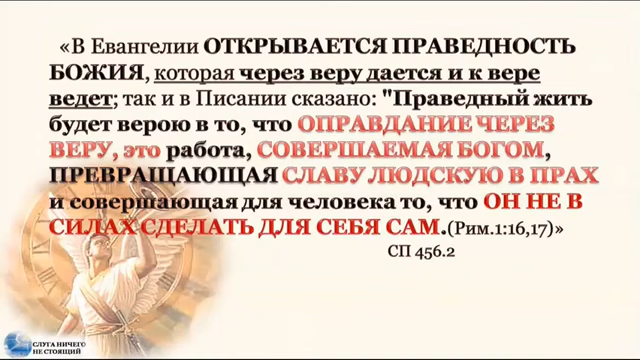 «В Евангелии ОТКРЫВАЕТСЯ ПРАВЕДНОСТЬ
БОЖИЯ, которая через веру дается и к вере
ведет; так и в Писании сказано: "Праведный жить
будет верою в то, что ОПРАВДАНИЕ ЧЕРЕЗ
ВЕРУ, это работа, СОВЕРШАЕМАЯ БОГОМ,
ПРЕВРАЩАЮЩАЯ СЛАВУ ЛЮДСКУЮ В ПРАХ
и совершающая для человека то, что ОН НЕ В
СИЛАХ СДЕЛАТЬ ДЛЯ СЕБЯ САМ.(Рим.1:16,17)»
СП 456.2
СЛУГА НИЧЕГО
НЕ СТОЯЩИЙ